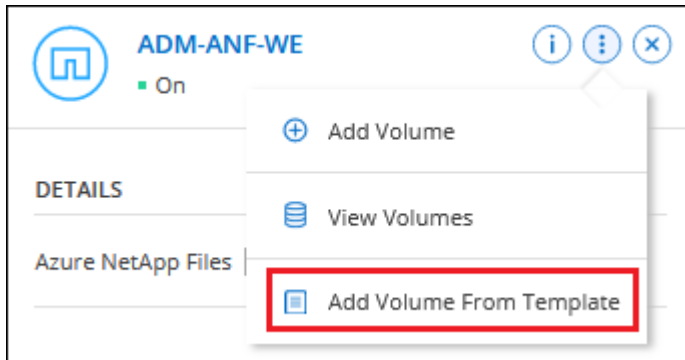 ADM-ANF-WE
On
Add Volume
DETAILS
View Volumes
Azure NetApp Files
Add Volume From Template